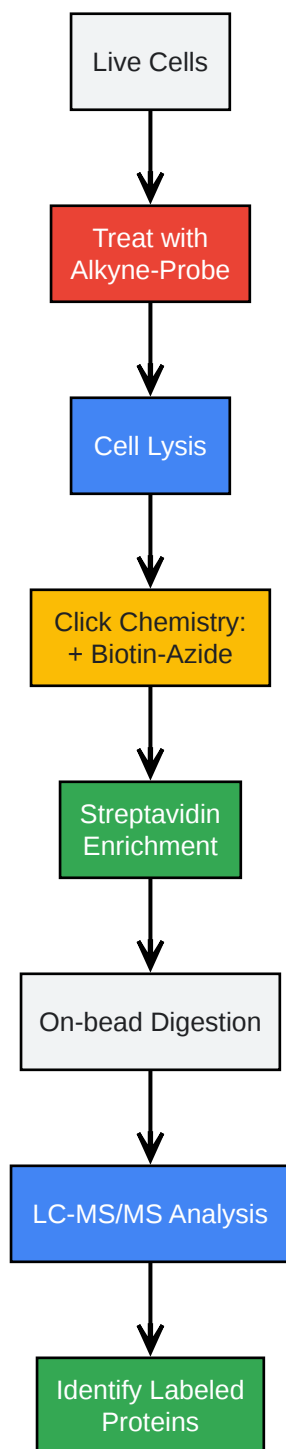 Live Cells
Treat with
Alkyne-Probe
Cell Lysis
Click Chemistry:
+ Biotin-Azide
Streptavidin
Enrichment
On-bead Digestion
LC-MS/MS Analysis
Identify Labeled
Proteins